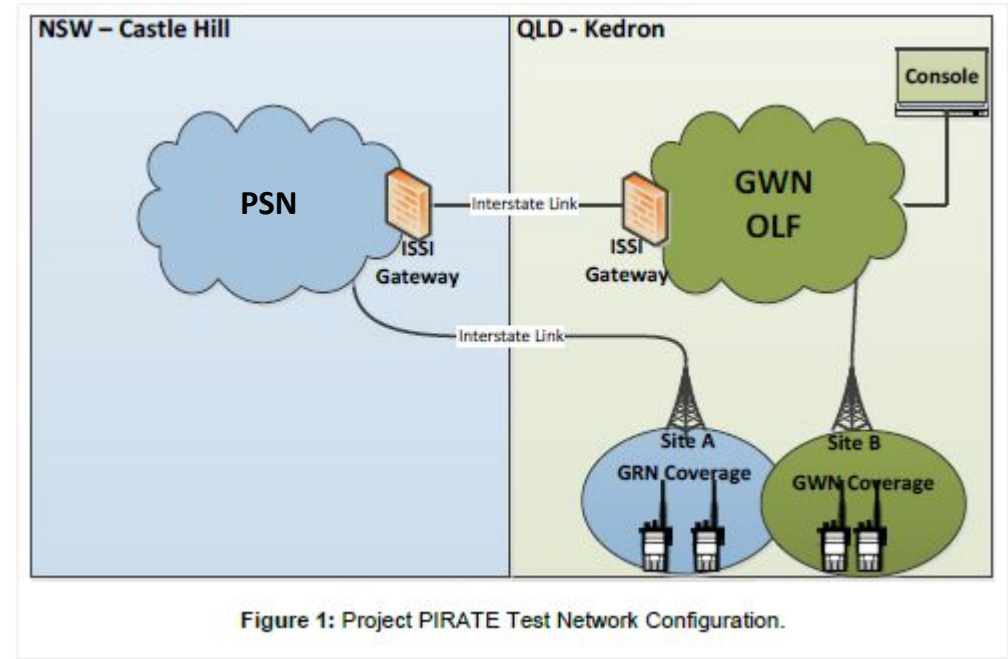 NSW – Castle Hill
QLD - Kedron
Console
PSN
GWN
OLF
Interstate Link
ISSI
Gateway
ISSI
Gateway
Interstate Link
Site A
GRN Coverage
Site B
GWN Coverage
Figure 1: Project PIRATE Test Network Configuration.